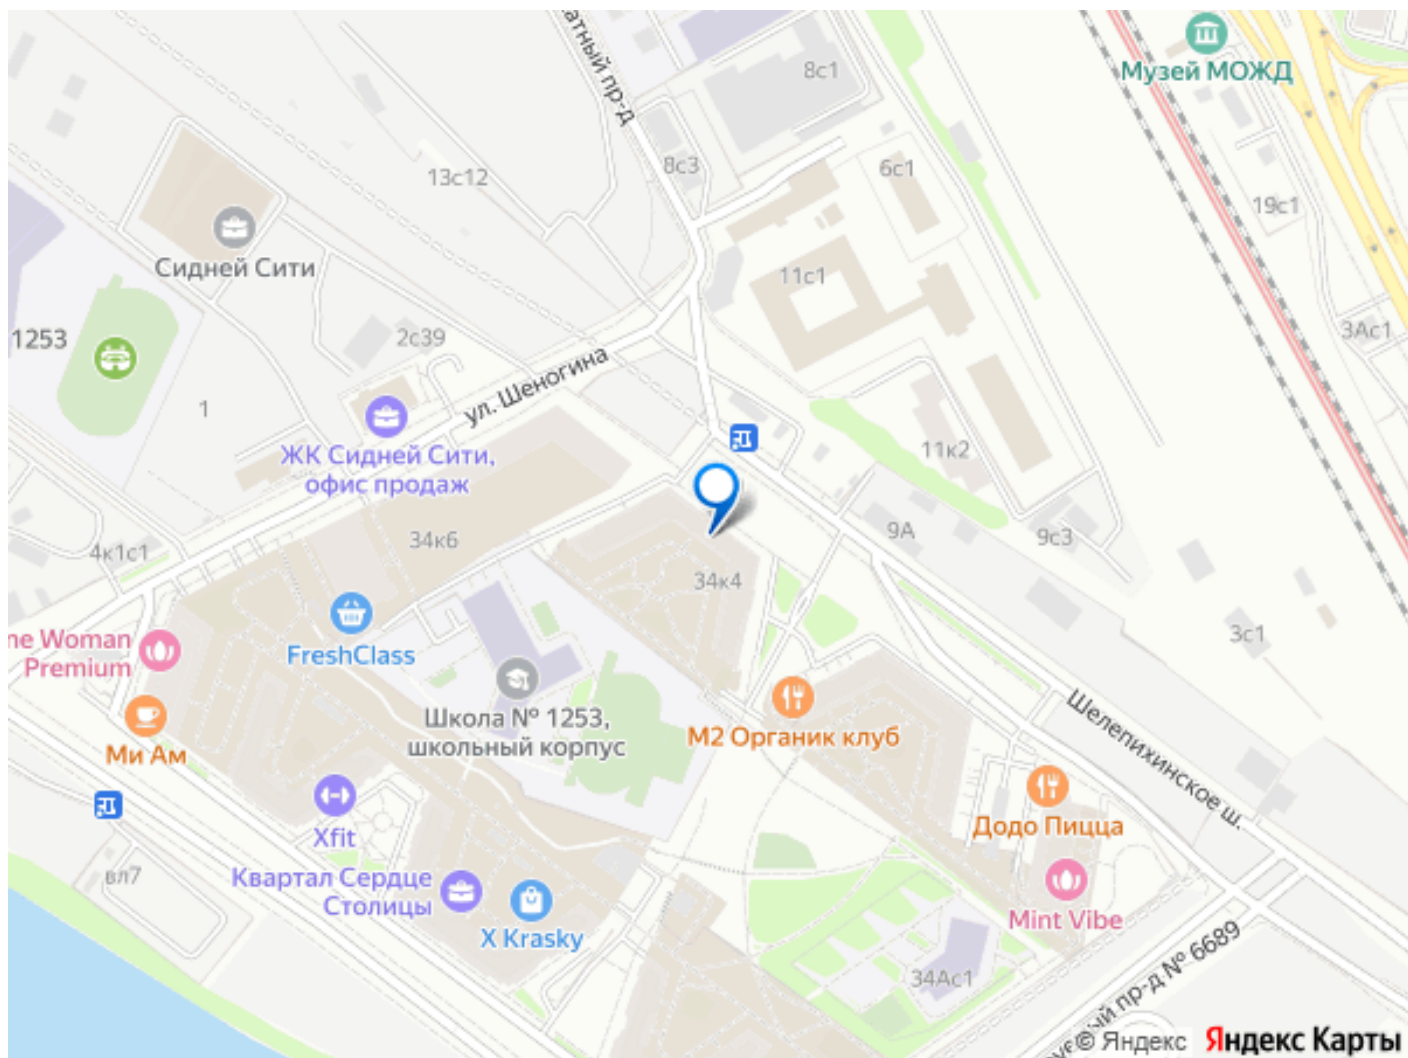 Музей МОЖД
атный пр-д
8с1
8с3
6с1
13с12
19с1
Сидней Сити
11с1
1253
2с39
3Ас1
ул. Шеногина
1
ЖК Сидней Сити,
офис продаж
11к2
34к6
9А
9с3
4к1с1
34к4
FreshClass
3с1
ne Woman
Premium
Школа № 1253,
школьный корпус
М2 Органик клуб
Шелепихинское ш.
Ми Ам
Xfit
Додо Пицца
вл7
Квартал Сердце
Столицы
X Krasky
Mint Vibe
34Ас1
ый пр-д № 6689
© Яндекс Яндекс Карты